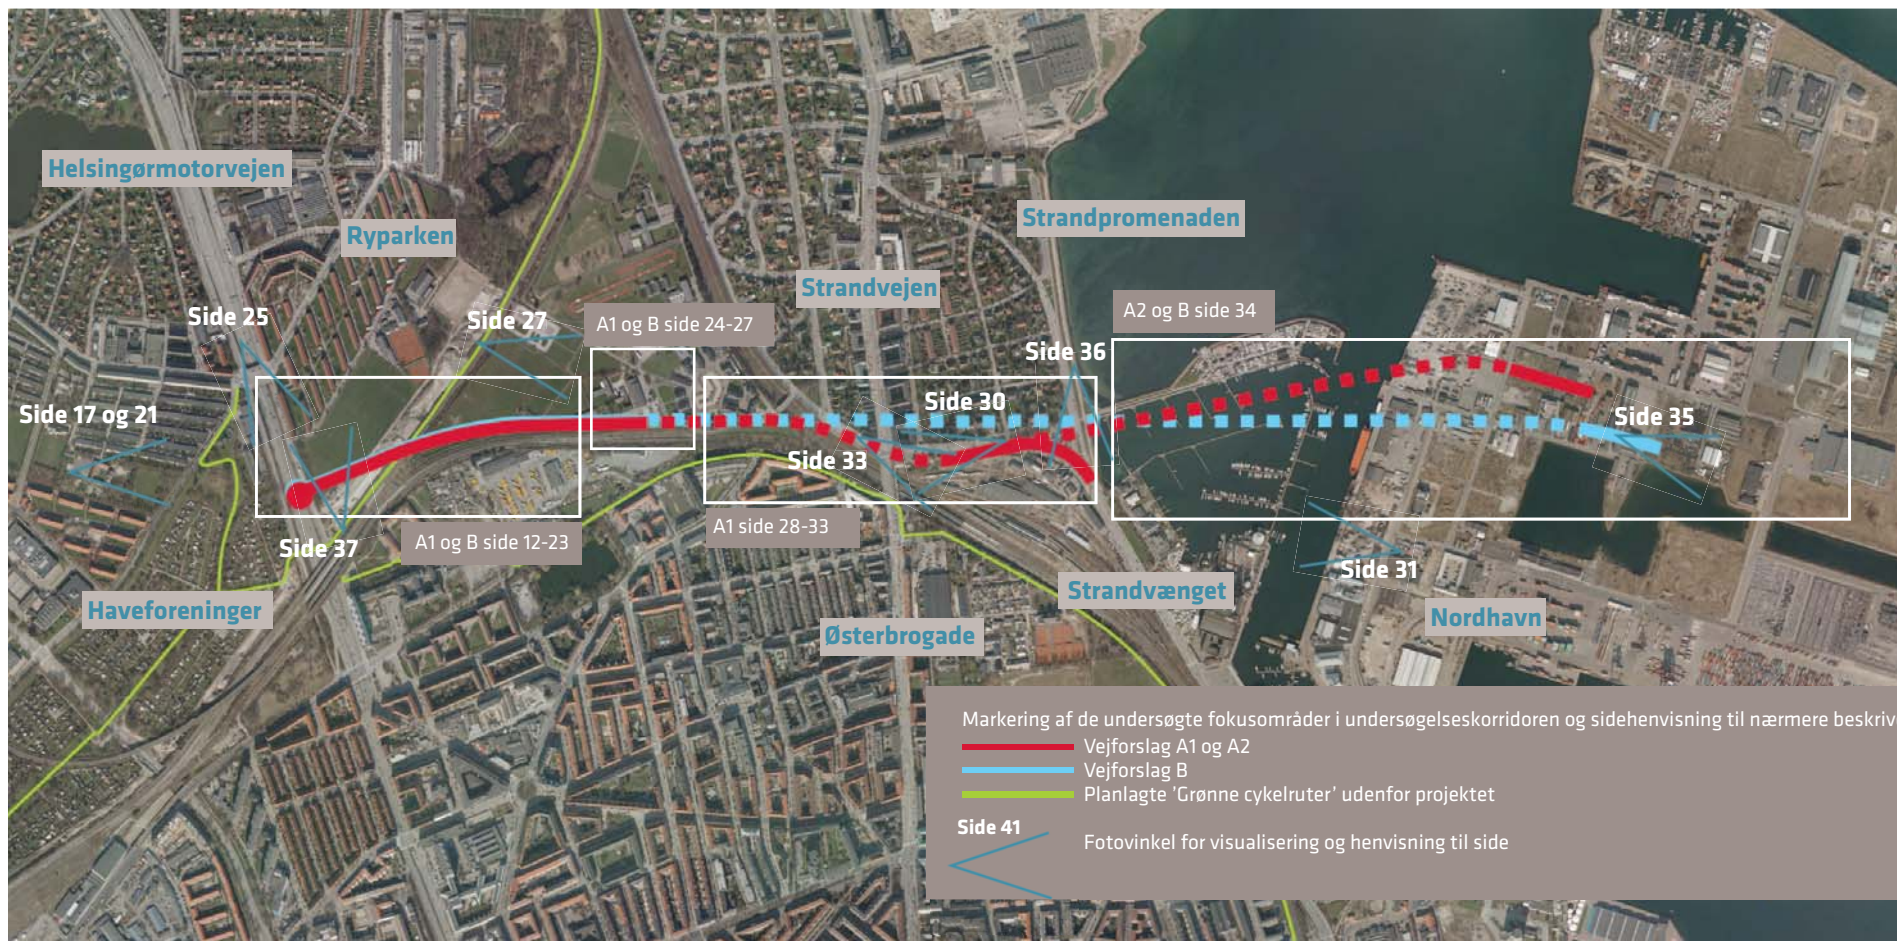 Helsingørmotorvejen
Ryparken
Strandpromenaden
Strandvejen
Side 25
Side 27
A1 og B side 24-27
A2 og B side 34
Side 36
Side 17 og 21
Side 30
Side 35
Side 33
A1 side 28-33
Side 37
A1 og B side 12-23
Side 31
Haveforeninger
Strandvænget
Nordhavn
Østerbrogade
Markering af de undersøgte fokusområder i undersøgelseskorridoren og sidehenvisning til nærmere
Vejforslag A1 og A2
Vejforslag B
Planlagte 'Grønne cykelruter' udenfor projektet
Side 41
Fotovinkel for visualisering og henvisning til side